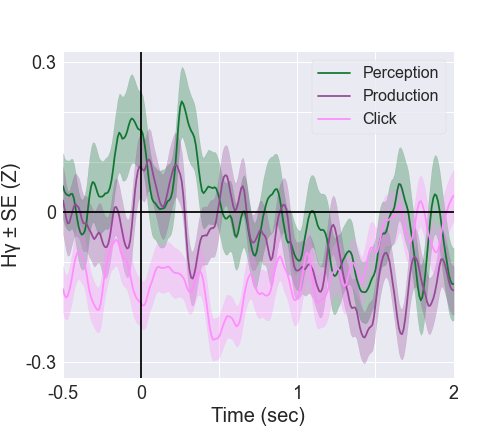 Perception
Production
Click
0.3
0
-0.3
Hγ ± SE (Z)
-0.5
0
1
2
Time (sec)